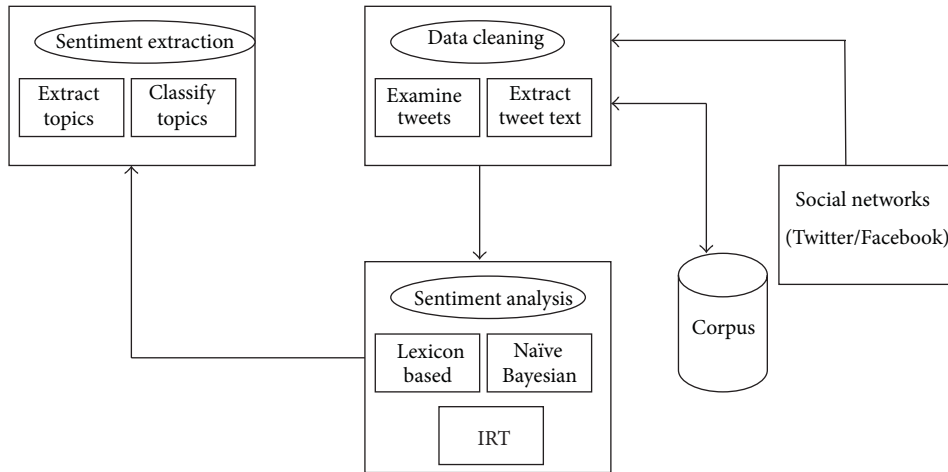 Sentiment extraction
Extract
topics
Classify
topics
Data cleaning
Examine
tweets
Extract
tweet text
Social networks
(Twitter/Facebook)
Corpus
Sentiment analysis
Lexicon
based
Naïve
Bayesian
IRT